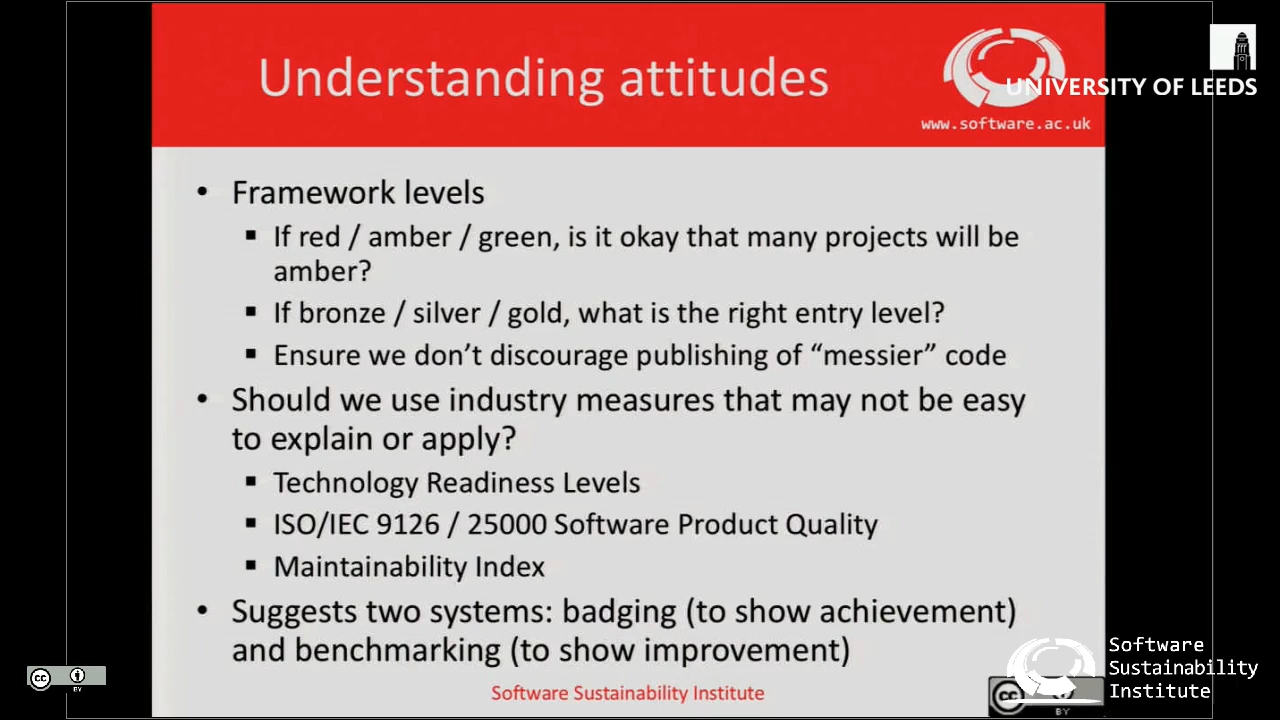 Understanding attitudes
UNIVERSITY OF LEEDS
www.software.ac.uk
• Framework levels
▪ If red / amber / green, is it okay that many projects will be
amber?
▪ If bronze / silver / gold, what is the right entry level?
▪ Ensure we don’t discourage publishing of “messier” code
• Should we use industry measures that may not be easy
to explain or apply?
▪ Technology Readiness Levels
▪ ISO/IEC 9126 / 25000 Software Product Quality
▪ Maintainability Index
• Suggests two systems: badging (to show achievement)
and benchmarking (to show improvement)
Software Sustainability Institute
cc
BY
cc
BY
Software
Sustainability
Institute